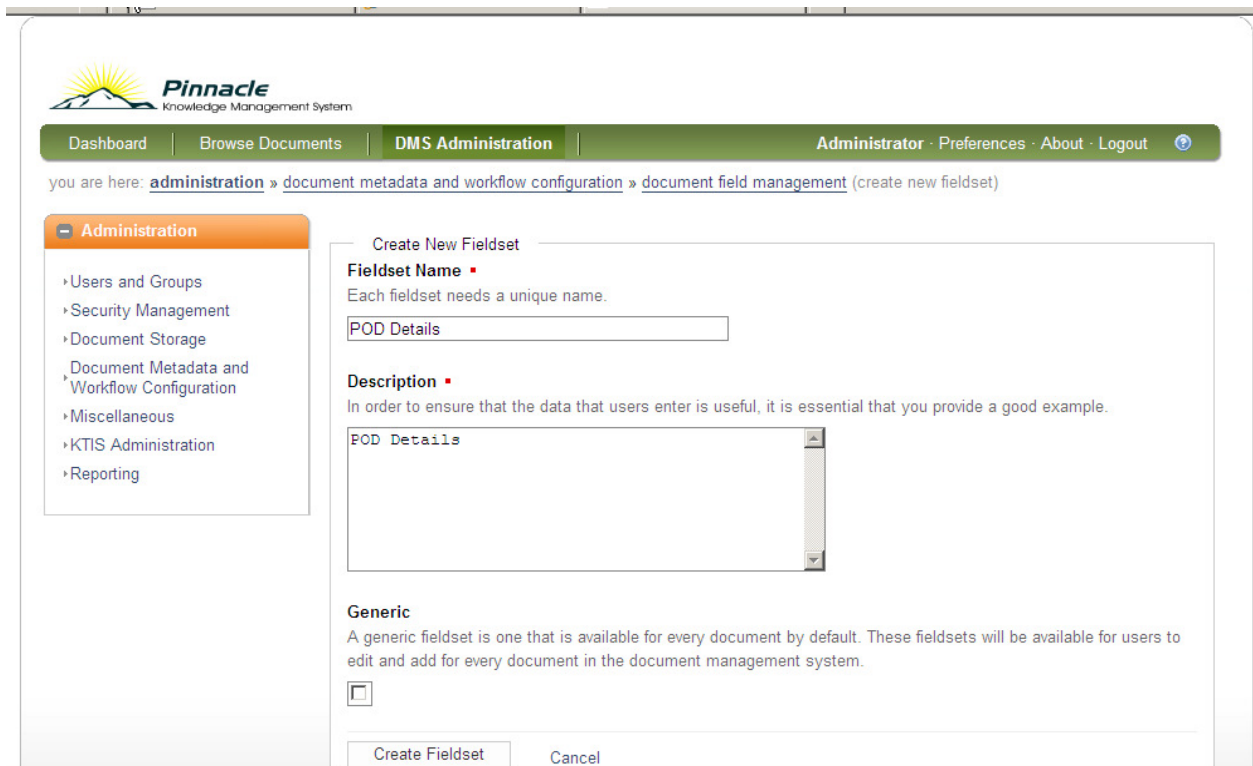 Pinnacle
Knowledge Management System
Dashboard Browse Documents DMS Administration Administrator · Preferences · About · Logout ?
you are here: administration » document metadata and workflow configuration » document field management (create new fieldset)
Administration
Users and Groups
Security Management
Document Storage
Document Metadata and
Workflow Configuration
Miscellaneous
KTIS Administration
Reporting
Create New Fieldset
Fieldset Name
Each fieldset needs a unique name.
POD Details
Description
In order to ensure that the data that users enter is useful, it is essential that you provide a good example.
POD Details
Generic
A generic fieldset is one that is available for every document by default. These fieldsets will be available for users to
edit and add for every document in the document management system.
Create Fieldset Cancel